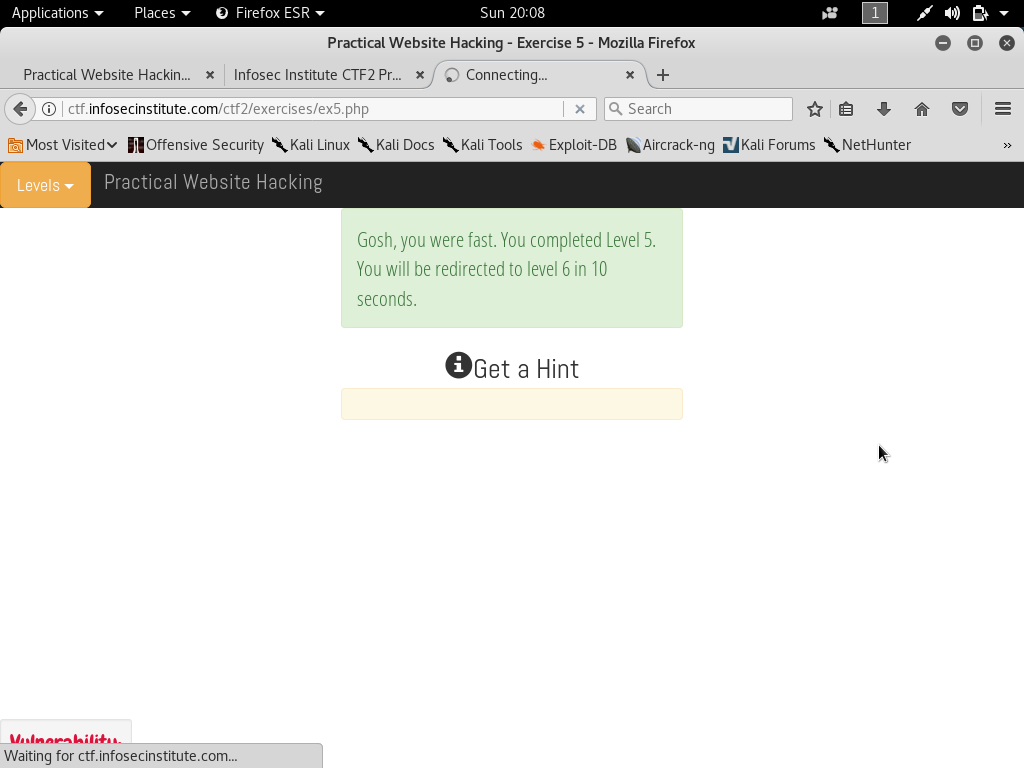 Applications Places Firefox ESR Sun 20:08 1
Practical Website Hacking - Exercise 5 - Mozilla Firefox
Practical Website Hackin... Infosec Institute CTF2 Pr... Connecting...
ctf.infosecinstitute.com/ctf2/exercises/ex5.php Search
Most Visited Offensive Security Kali Linux Kali Docs Kali Tools Exploit-DB Aircrack-ng Kali Forums NetHunter »
Levels Practical Website Hacking
Gosh, you were fast. You completed Level 5.
You will be redirected to level 6 in 10
seconds.
Get a Hint
Vulnerability:
Waiting for ctf.infosecinstitute.com...